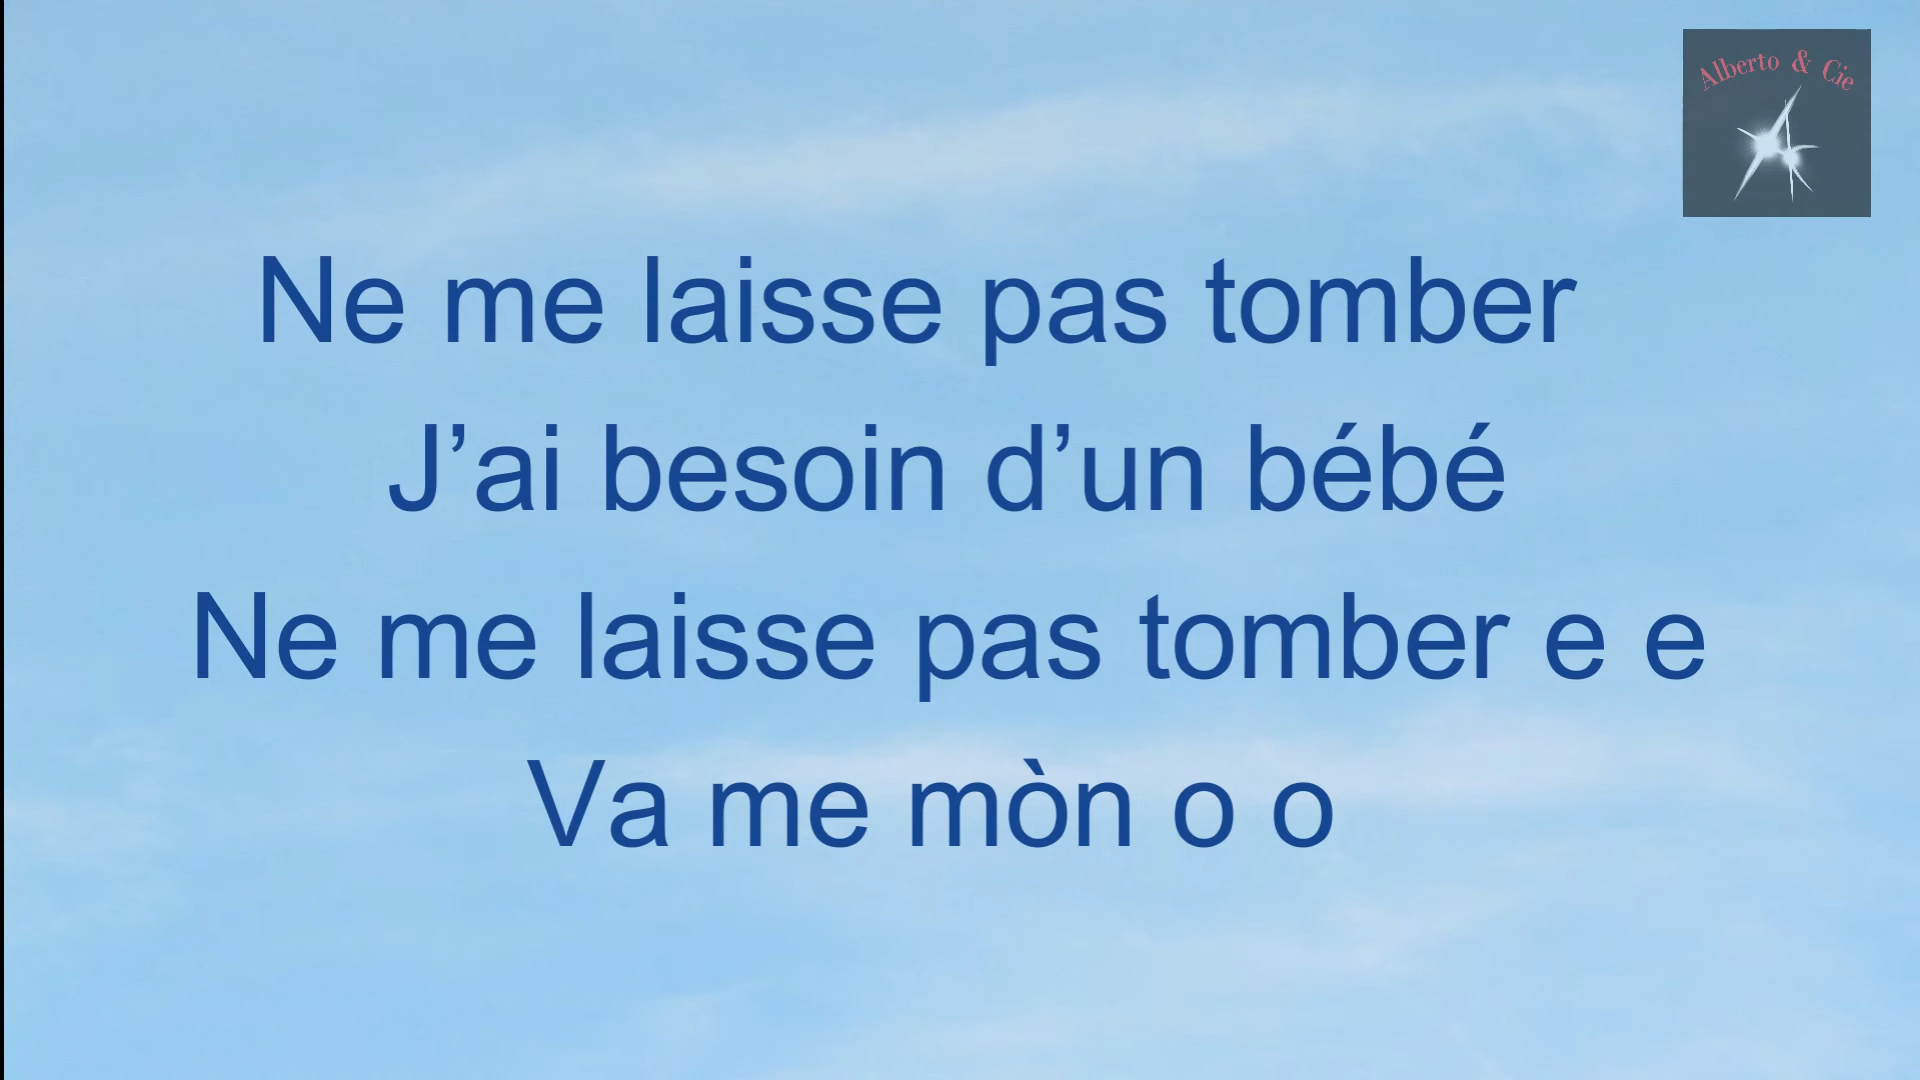 Alberto & Cie
Ne me laisse pas tomber
J’ai besoin d’un bébé
Ne me laisse pas tomber e e
Va me mòn o o